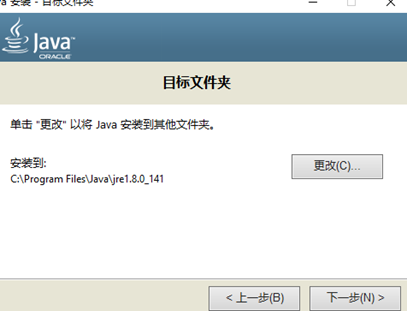 安装 - 目标文件夹
Java™
ORACLE
目标文件夹
单击 "更改" 以将 Java 安装到其他文件夹。
安装到:
更改(C)...
C:\Program Files\Java\jre1.8.0_141
< 上一步(B)
下一步(N) >